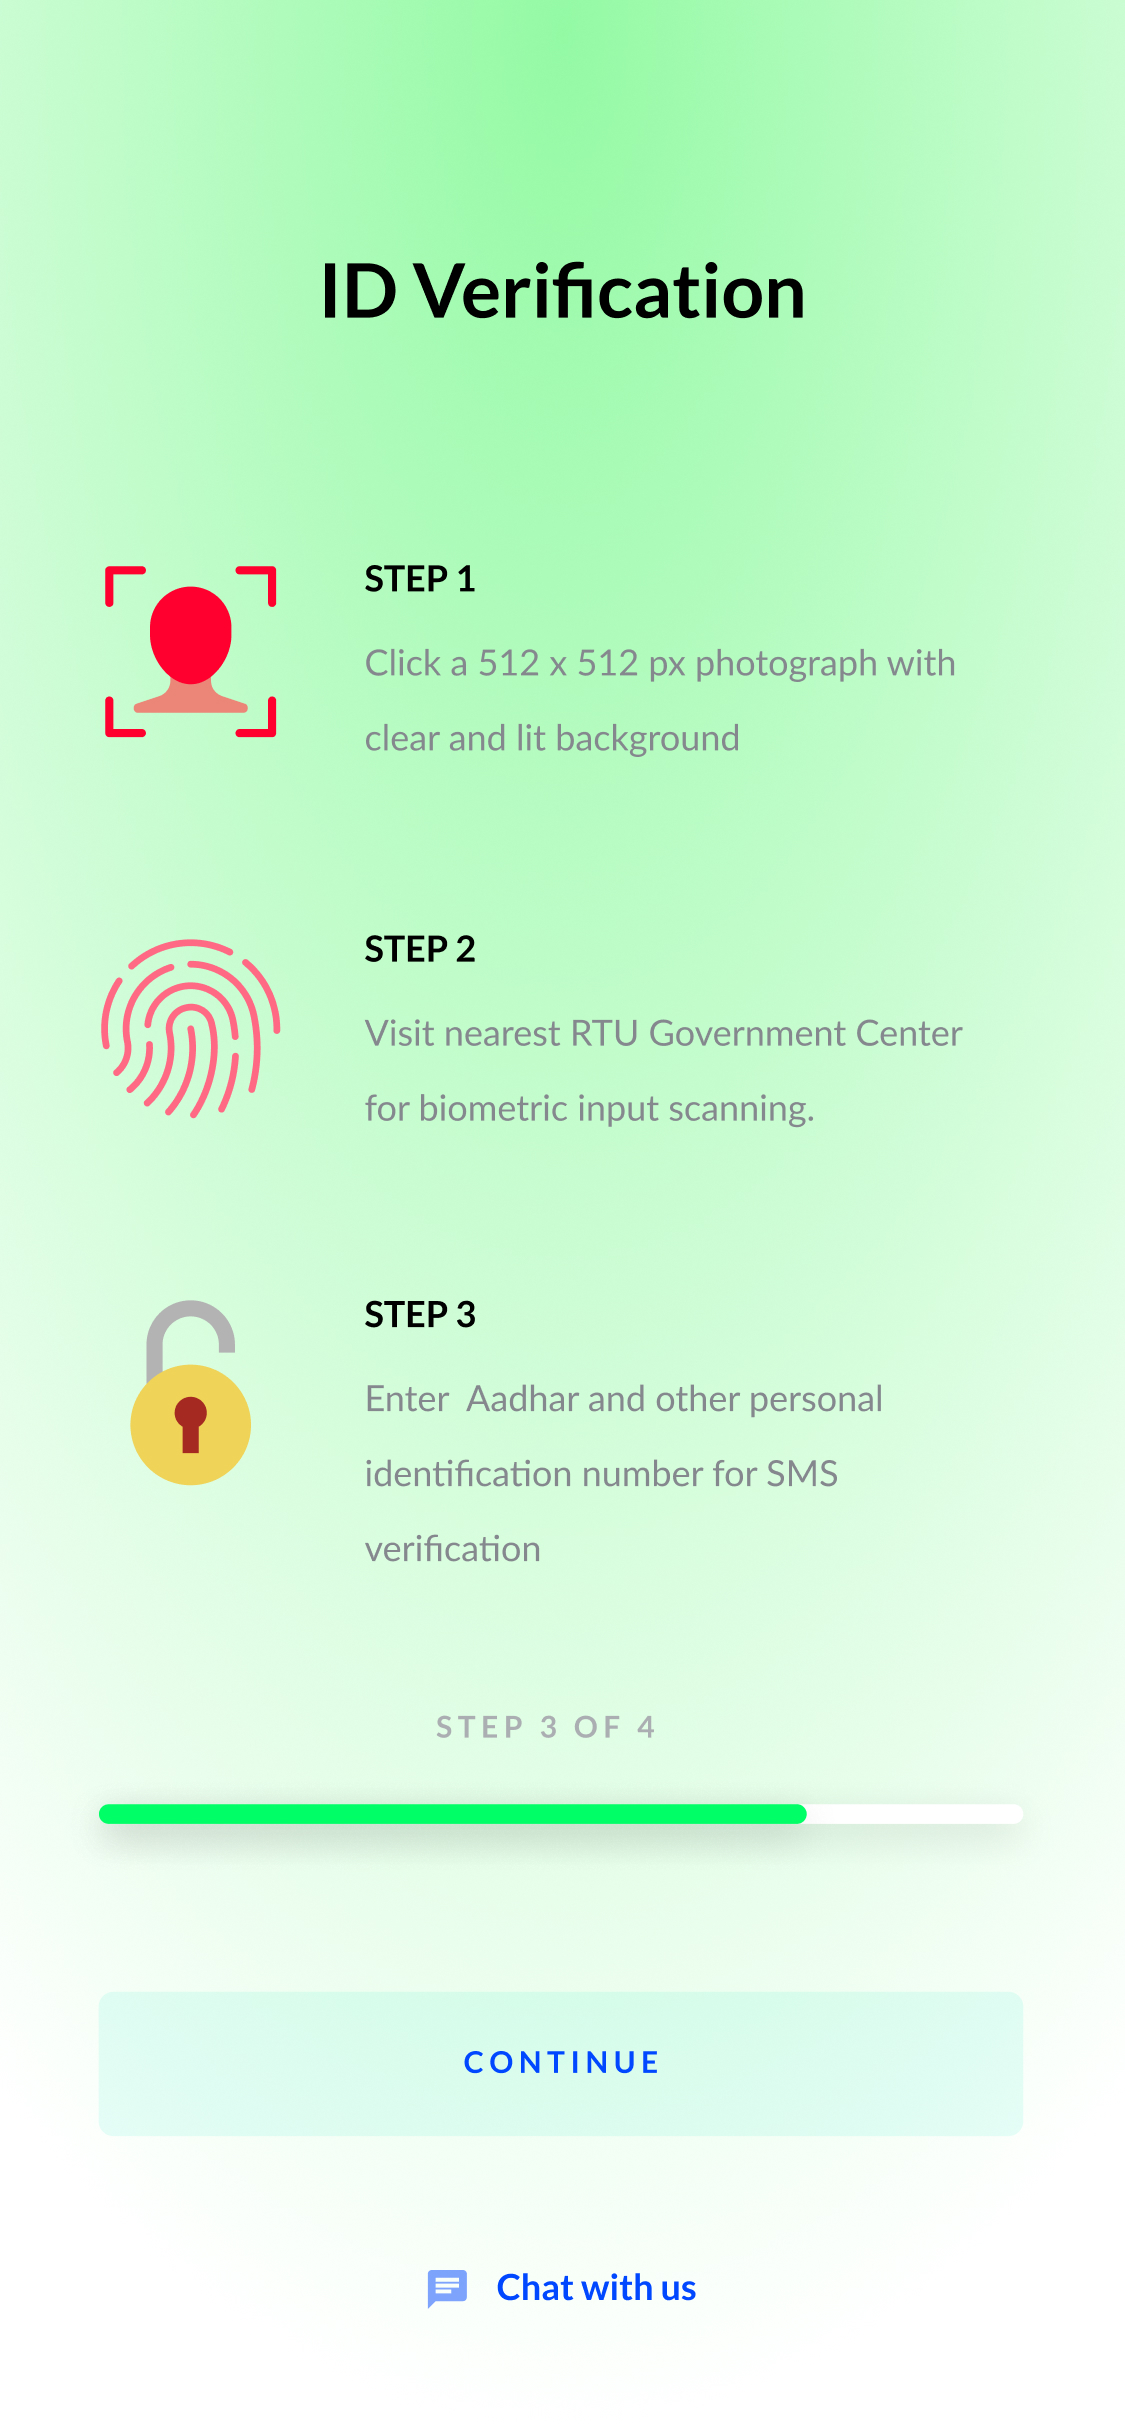 ID Verification
STEP 1
Click a 512 x 512 px photograph with
clear and lit background
STEP 2
Visit nearest RTU Government Center
for biometric input scanning.
STEP 3
Enter  Aadhar and other personal
identification number for SMS
verification
STEP 3 OF 4
CONTINUE
Chat with us